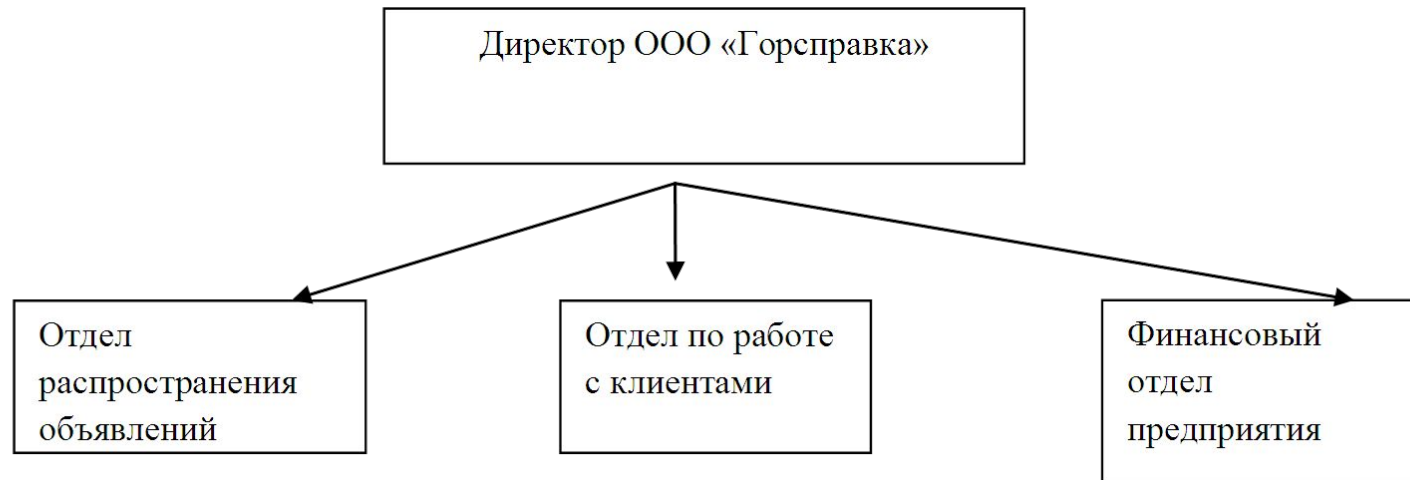 Директор ООО «Горсправка»
Отдел
распространения
объявлений
Отдел по работе
с клиентами
Финансовый
отдел
предприятия